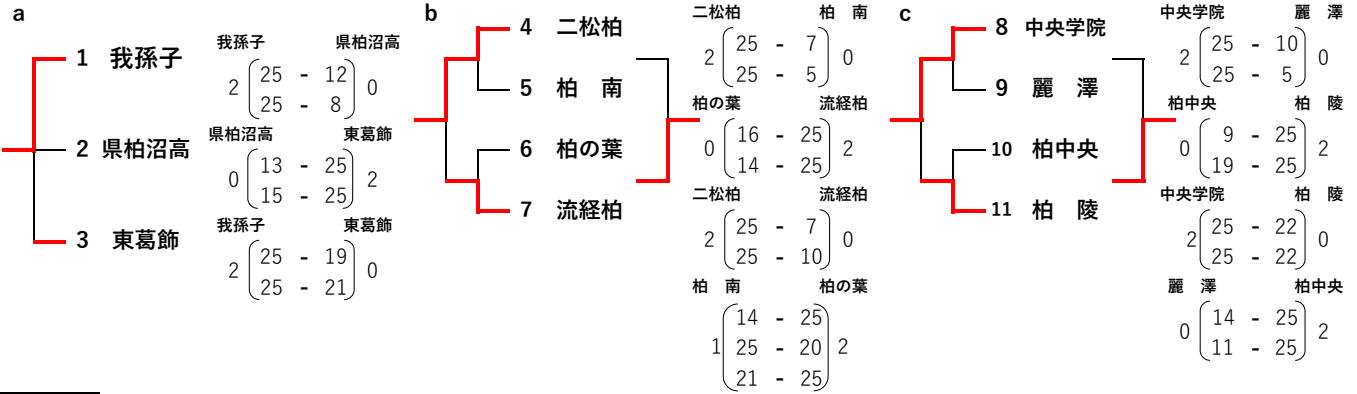 a
1 我孫子
2 県柏沼高
3 東葛飾
我孫子 県柏沼高
2 25 - 12 0
25 - 8
県柏沼高 東葛飾
0 13 - 25 2
15 - 25
我孫子 東葛飾
2 25 - 19 0
25 - 21
b
4 二松柏
5 柏　南
6 柏の葉
7 流経柏
二松柏 柏　南
2 25 - 7 0
25 - 5
柏の葉 流経柏
0 16 - 25 2
14 - 25
二松柏 流経柏
2 25 - 7 0
25 - 10
柏　南 柏の葉
14 - 25
1 25 - 20 2
21 - 25
c
8 中央学院
9 麗　澤
10 柏中央
11 柏　陵
中央学院 麗　澤
2 25 - 10 0
25 - 5
柏中央 柏　陵
0 9 - 25 2
19 - 25
中央学院 柏　陵
2 25 - 22 0
25 - 22
麗　澤 柏中央
0 14 - 25 2
11 - 25